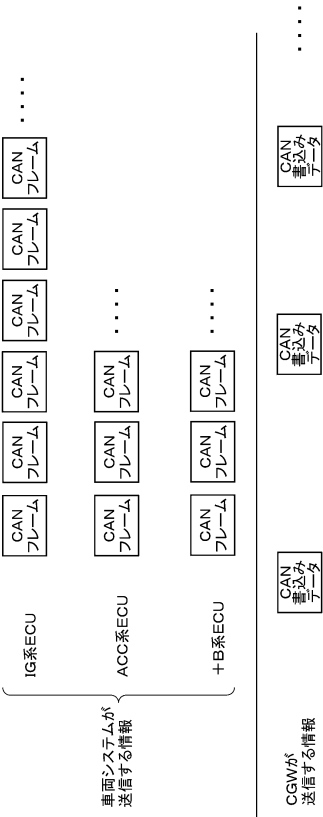 車両システムが
送信する情報
IG系ECU
CAN
フレーム
CAN
フレーム
CAN
フレーム
CAN
フレーム
CAN
フレーム
CAN
フレーム
・・・・
ACC系ECU
CAN
フレーム
CAN
フレーム
CAN
フレーム
・・・・
+B系ECU
CAN
フレーム
CAN
フレーム
CAN
フレーム
・・・・
CGWが
送信する情報
CAN
書込み
データ
CAN
書込み
データ
CAN
書込み
データ
・・・・